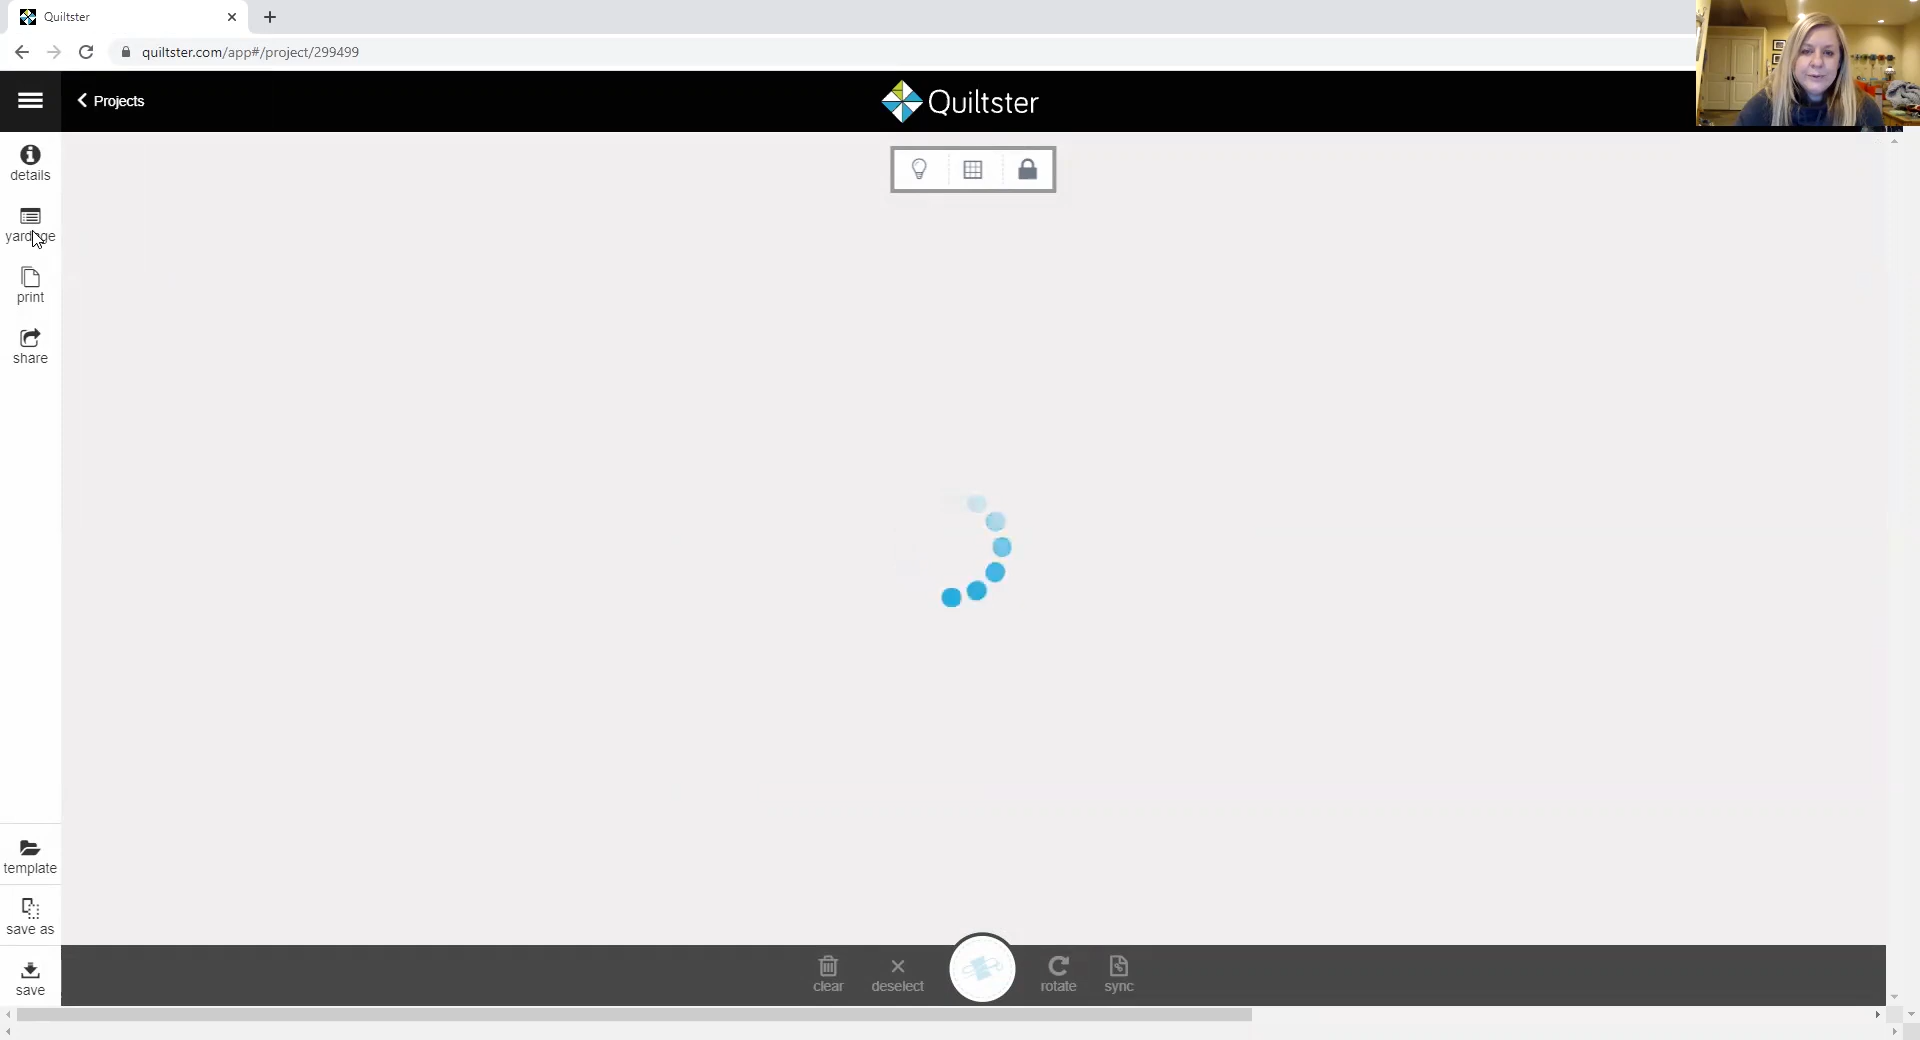 Quiltster
quiltster.com/app#/project/299499
Projects
Quiltster
details
yardage
print
share
template
save as
save
clear
deselect
rotate
sync